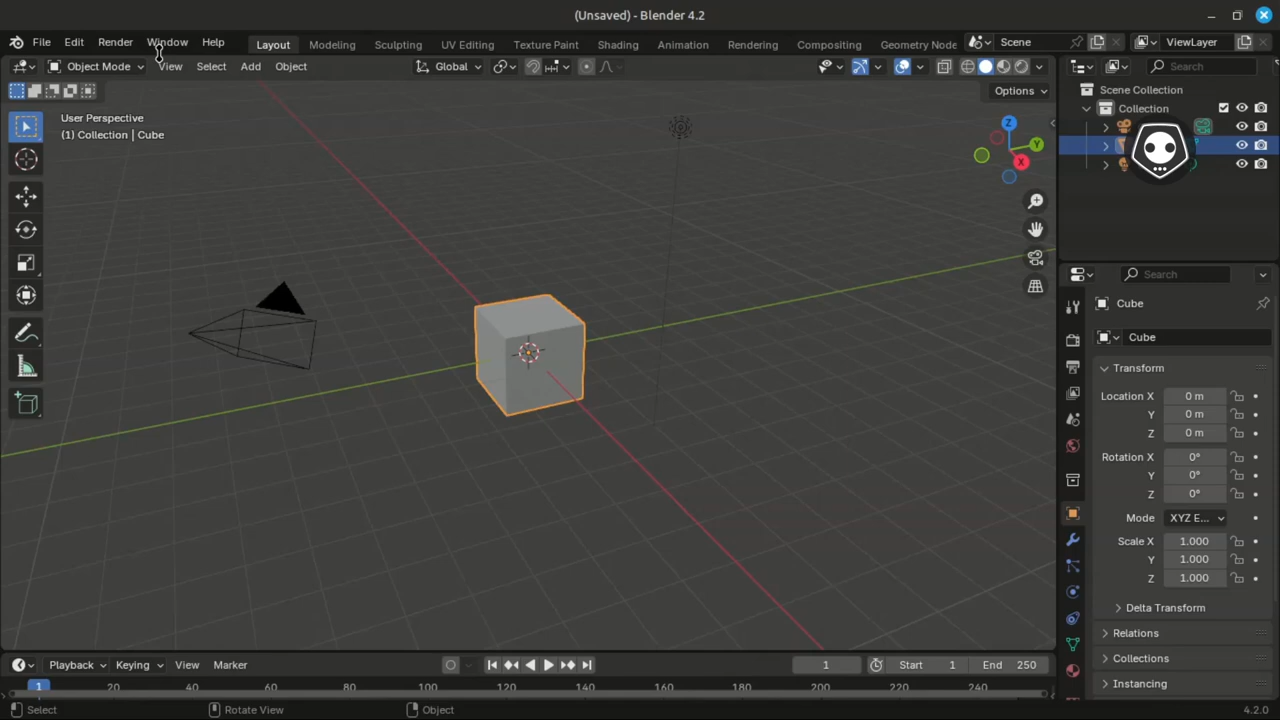 (Unsaved) - Blender 4.2
File Edit Render Window Help Layout Modeling Sculpting UV Editing Texture Paint Shading Animation Rendering Compositing Geometry Node Scene ViewLayer
Object Mode View Select Add Object Global Search
Options
Scene Collection
Collection
User Perspective
(1) Collection | Cube
Z
Y
X
Search
Cube
Cube
Transform
Location X 0 m
Y 0 m
Z 0 m
Rotation X 0°
Y 0°
Z 0°
Mode XYZ E...
Scale X 1.000
Y 1.000
Z 1.000
Delta Transform
Relations
Collections
Instancing
Playback Keying View Marker 1 Start 1 End 250
1 20 40 60 80 100 120 140 160 180 200 220 240
Select Rotate View Object 4.2.0